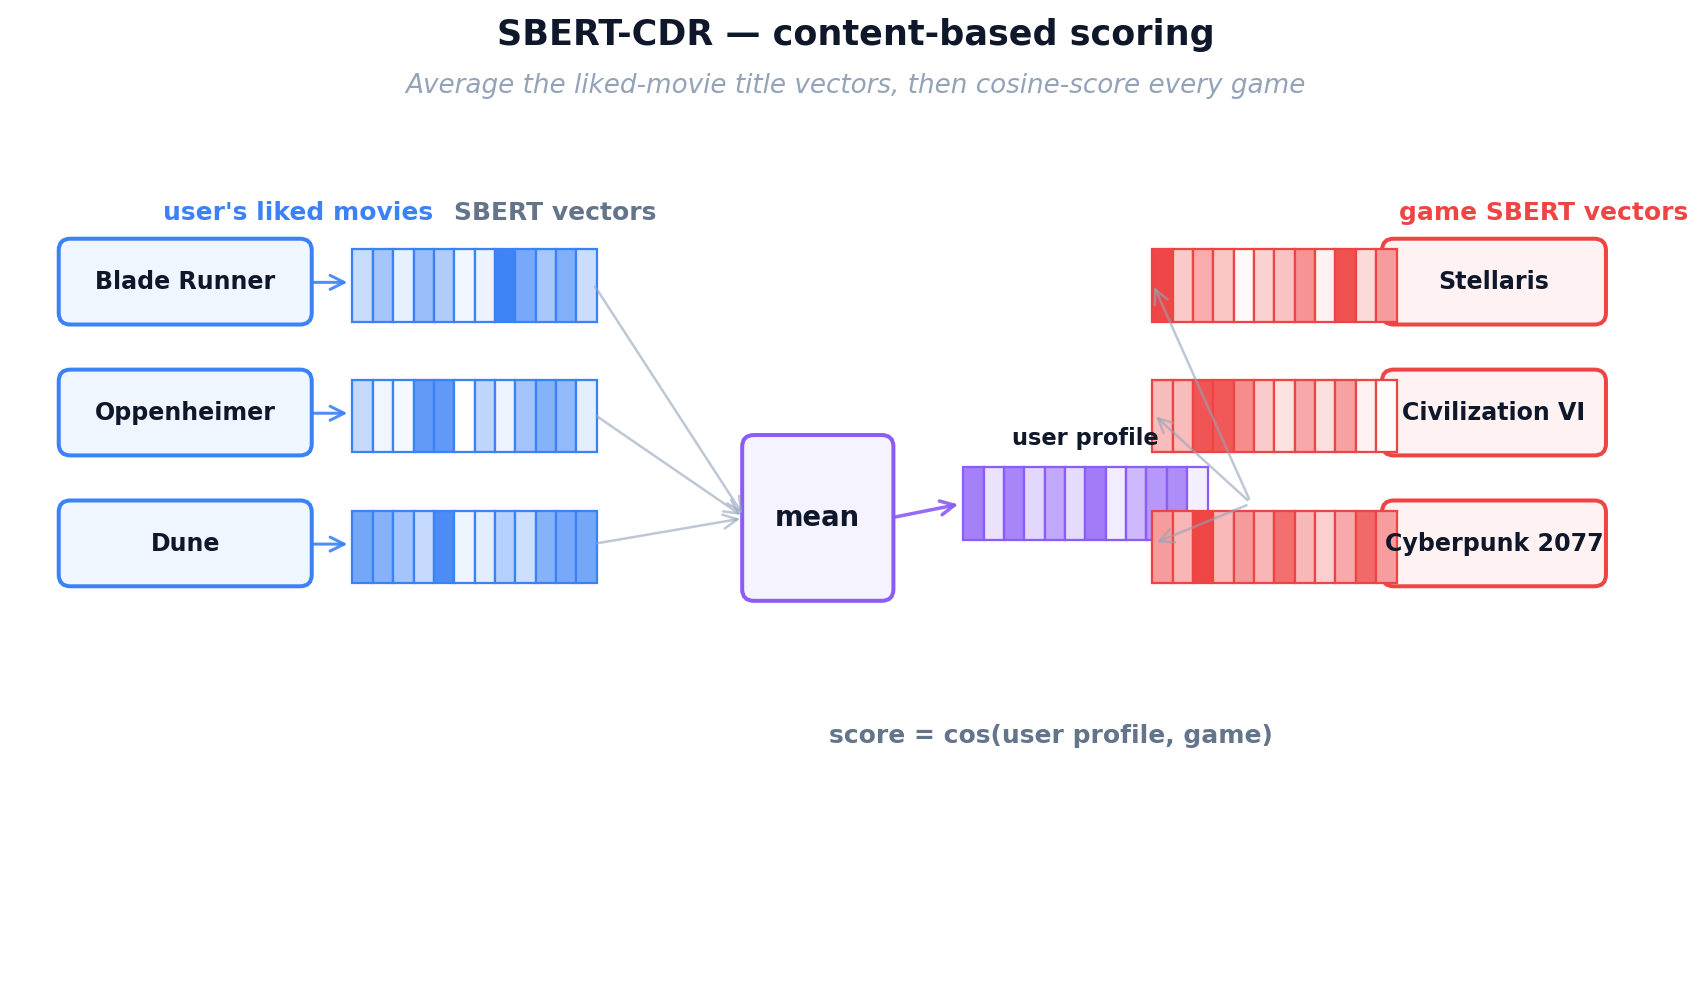 SBERT-CDR — content-based scoring
Average the liked-movie title vectors, then cosine-score every game
user's liked movies
SBERT vectors
game SBERT vectors
Blade Runner
Stellaris
Oppenheimer
Civilization VI
user profile
mean
Dune
Cyberpunk 2077
score = cos(user profile, game)